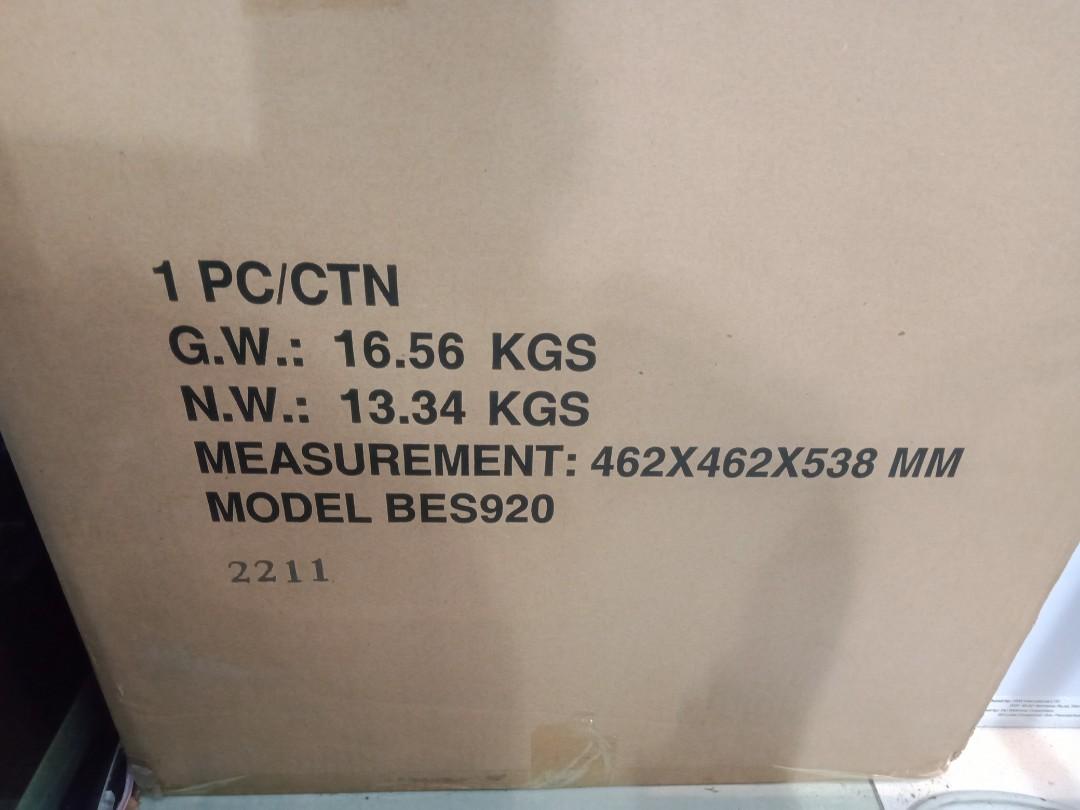 1 PC/CTN
G.W.: 16.56 KGS
N.W.: 13.34 KGS
MEASUREMENT: 462X462X538 MM
MODEL BES920
2211